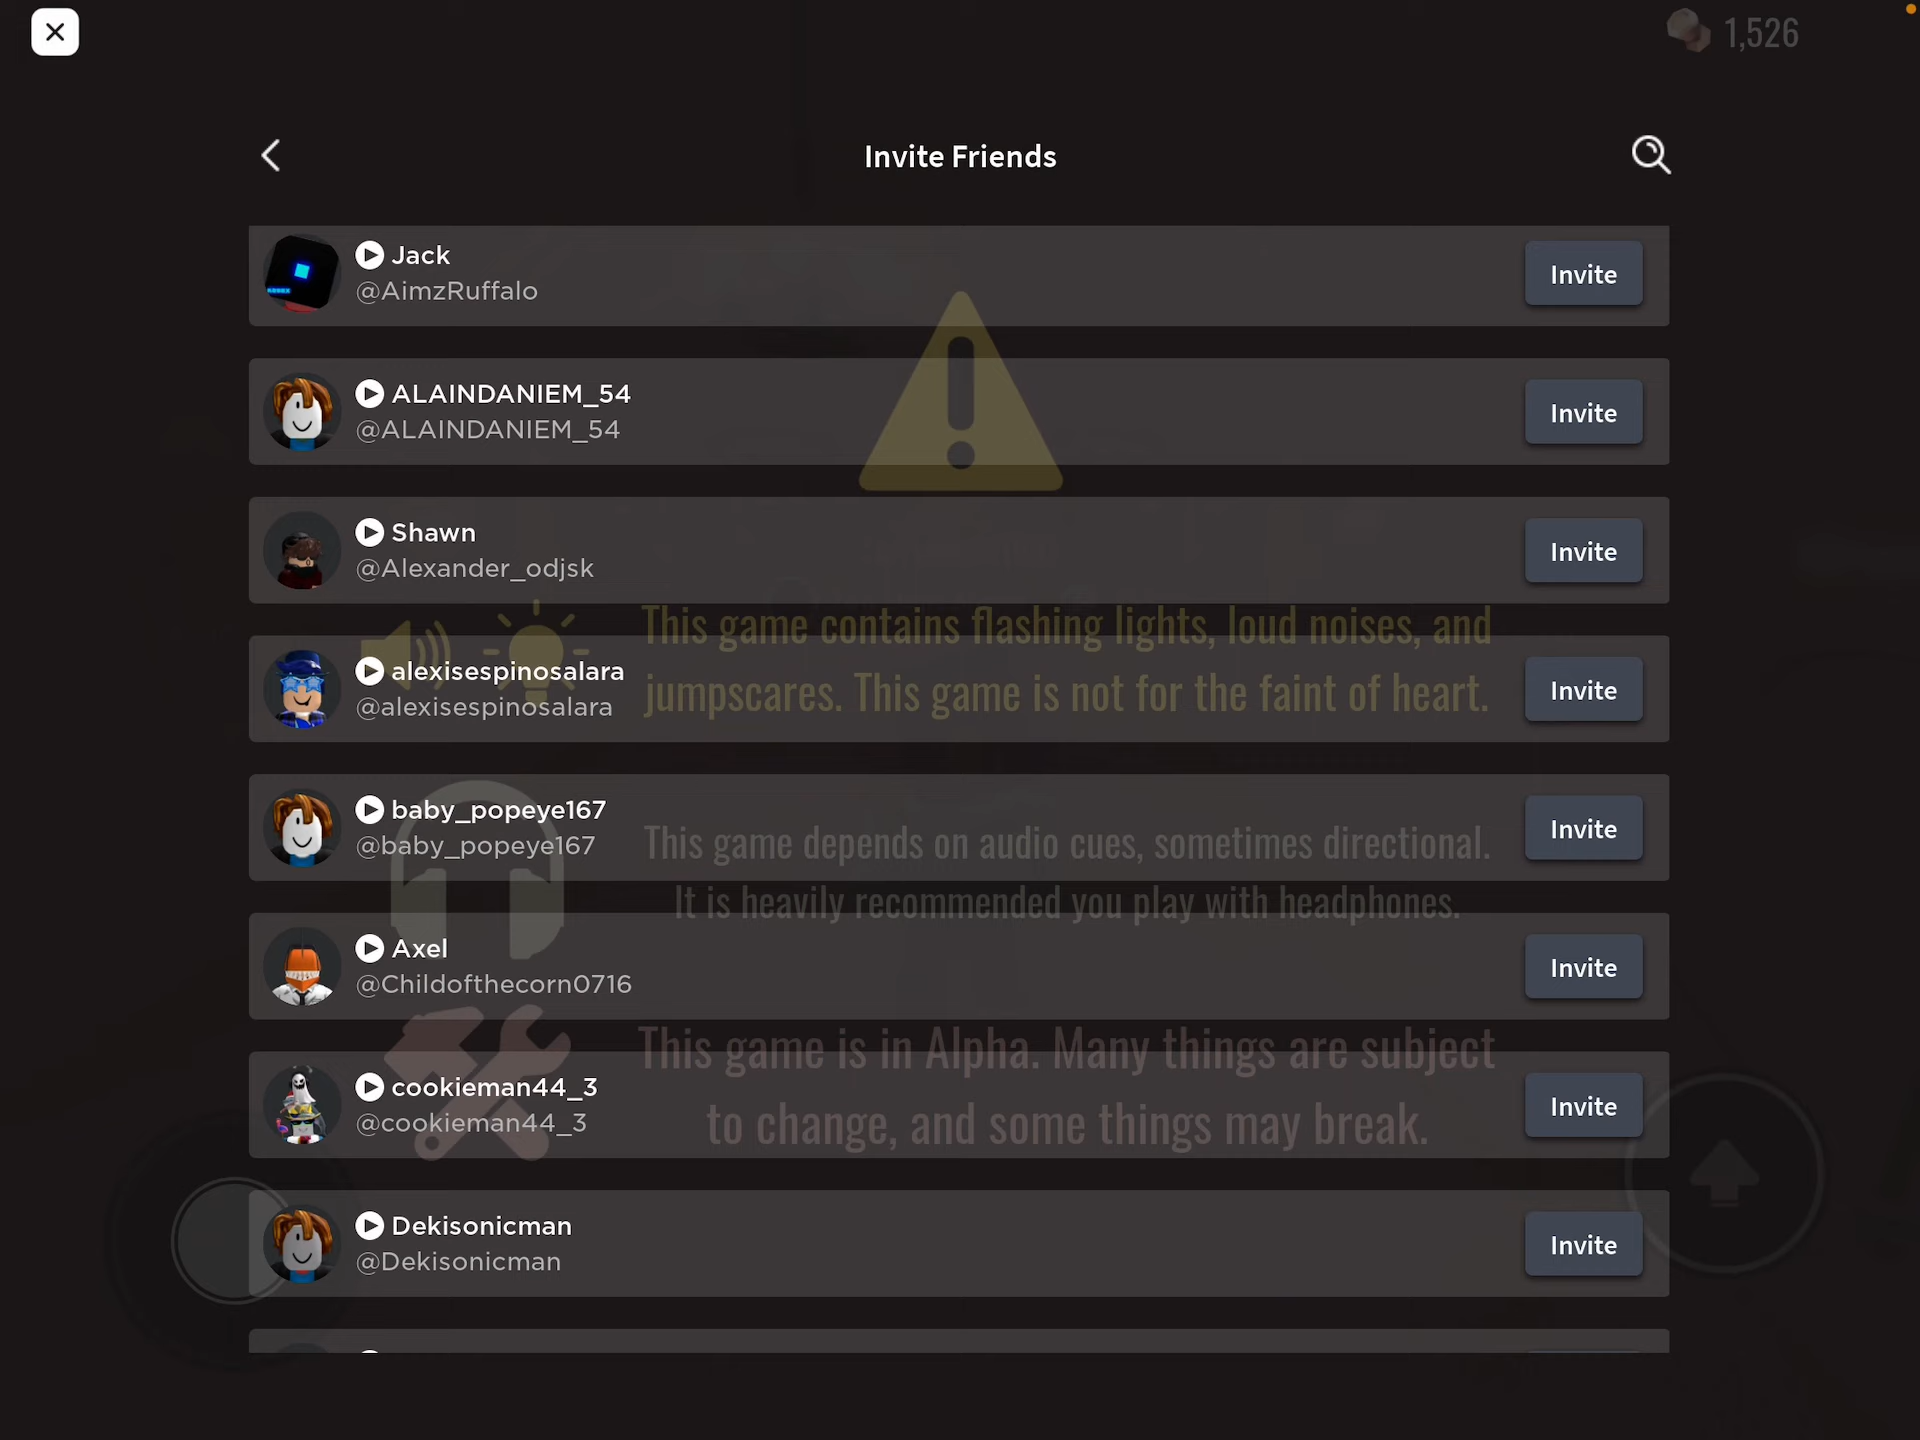 1,526
Invite Friends
Jack
@AimzRuffalo
Invite
ALAINDANIEM_54
@ALAINDANIEM_54
Invite
Shawn
@Alexander_odjsk
Invite
This game contains flashing lights, loud noises, and
jumpscares. This game is not for the faint of heart.
alexisespinosalara
@alexisespinosalara
Invite
baby_popeye167
@baby_popeye167
Invite
This game depends on audio cues, sometimes directional.
It is heavily recommended you play with headphones.
Axel
@Childofthecorn0716
Invite
This game is in Alpha. Many things are subject
to change, and some things may break.
cookieman44_3
@cookieman44_3
Invite
Dekisonicman
@Dekisonicman
Invite